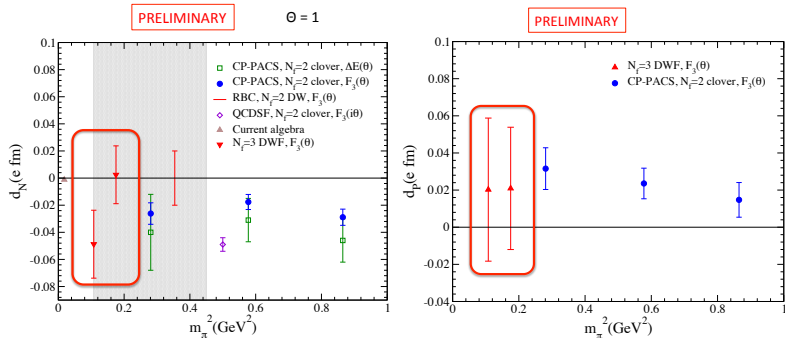 PRELIMINARY
Θ = 1
CP-PACS, N_f=2 clover, ΔE(θ)
CP-PACS, N_f=2 clover, F_3(θ)
RBC, N_f=2 DW, F_3(θ)
QCDSF, N_f=2 clover, F_3(iθ)
Current algebra
N_f=3 DWF, F_3(θ)
d_N(e fm)
0.1
0.08
0.06
0.04
0.02
0
-0.02
-0.04
-0.06
-0.08
0
0.2
0.4
0.6
0.8
1
m_π^2(GeV^2)
PRELIMINARY
N_f=3 DWF, F_3(θ)
CP-PACS, N_f=2 clover, F_3(θ)
d_P(e fm)
0.1
0.08
0.06
0.04
0.02
0
-0.02
-0.04
0
0.2
0.4
0.6
0.8
1
m_π^2(GeV^2)